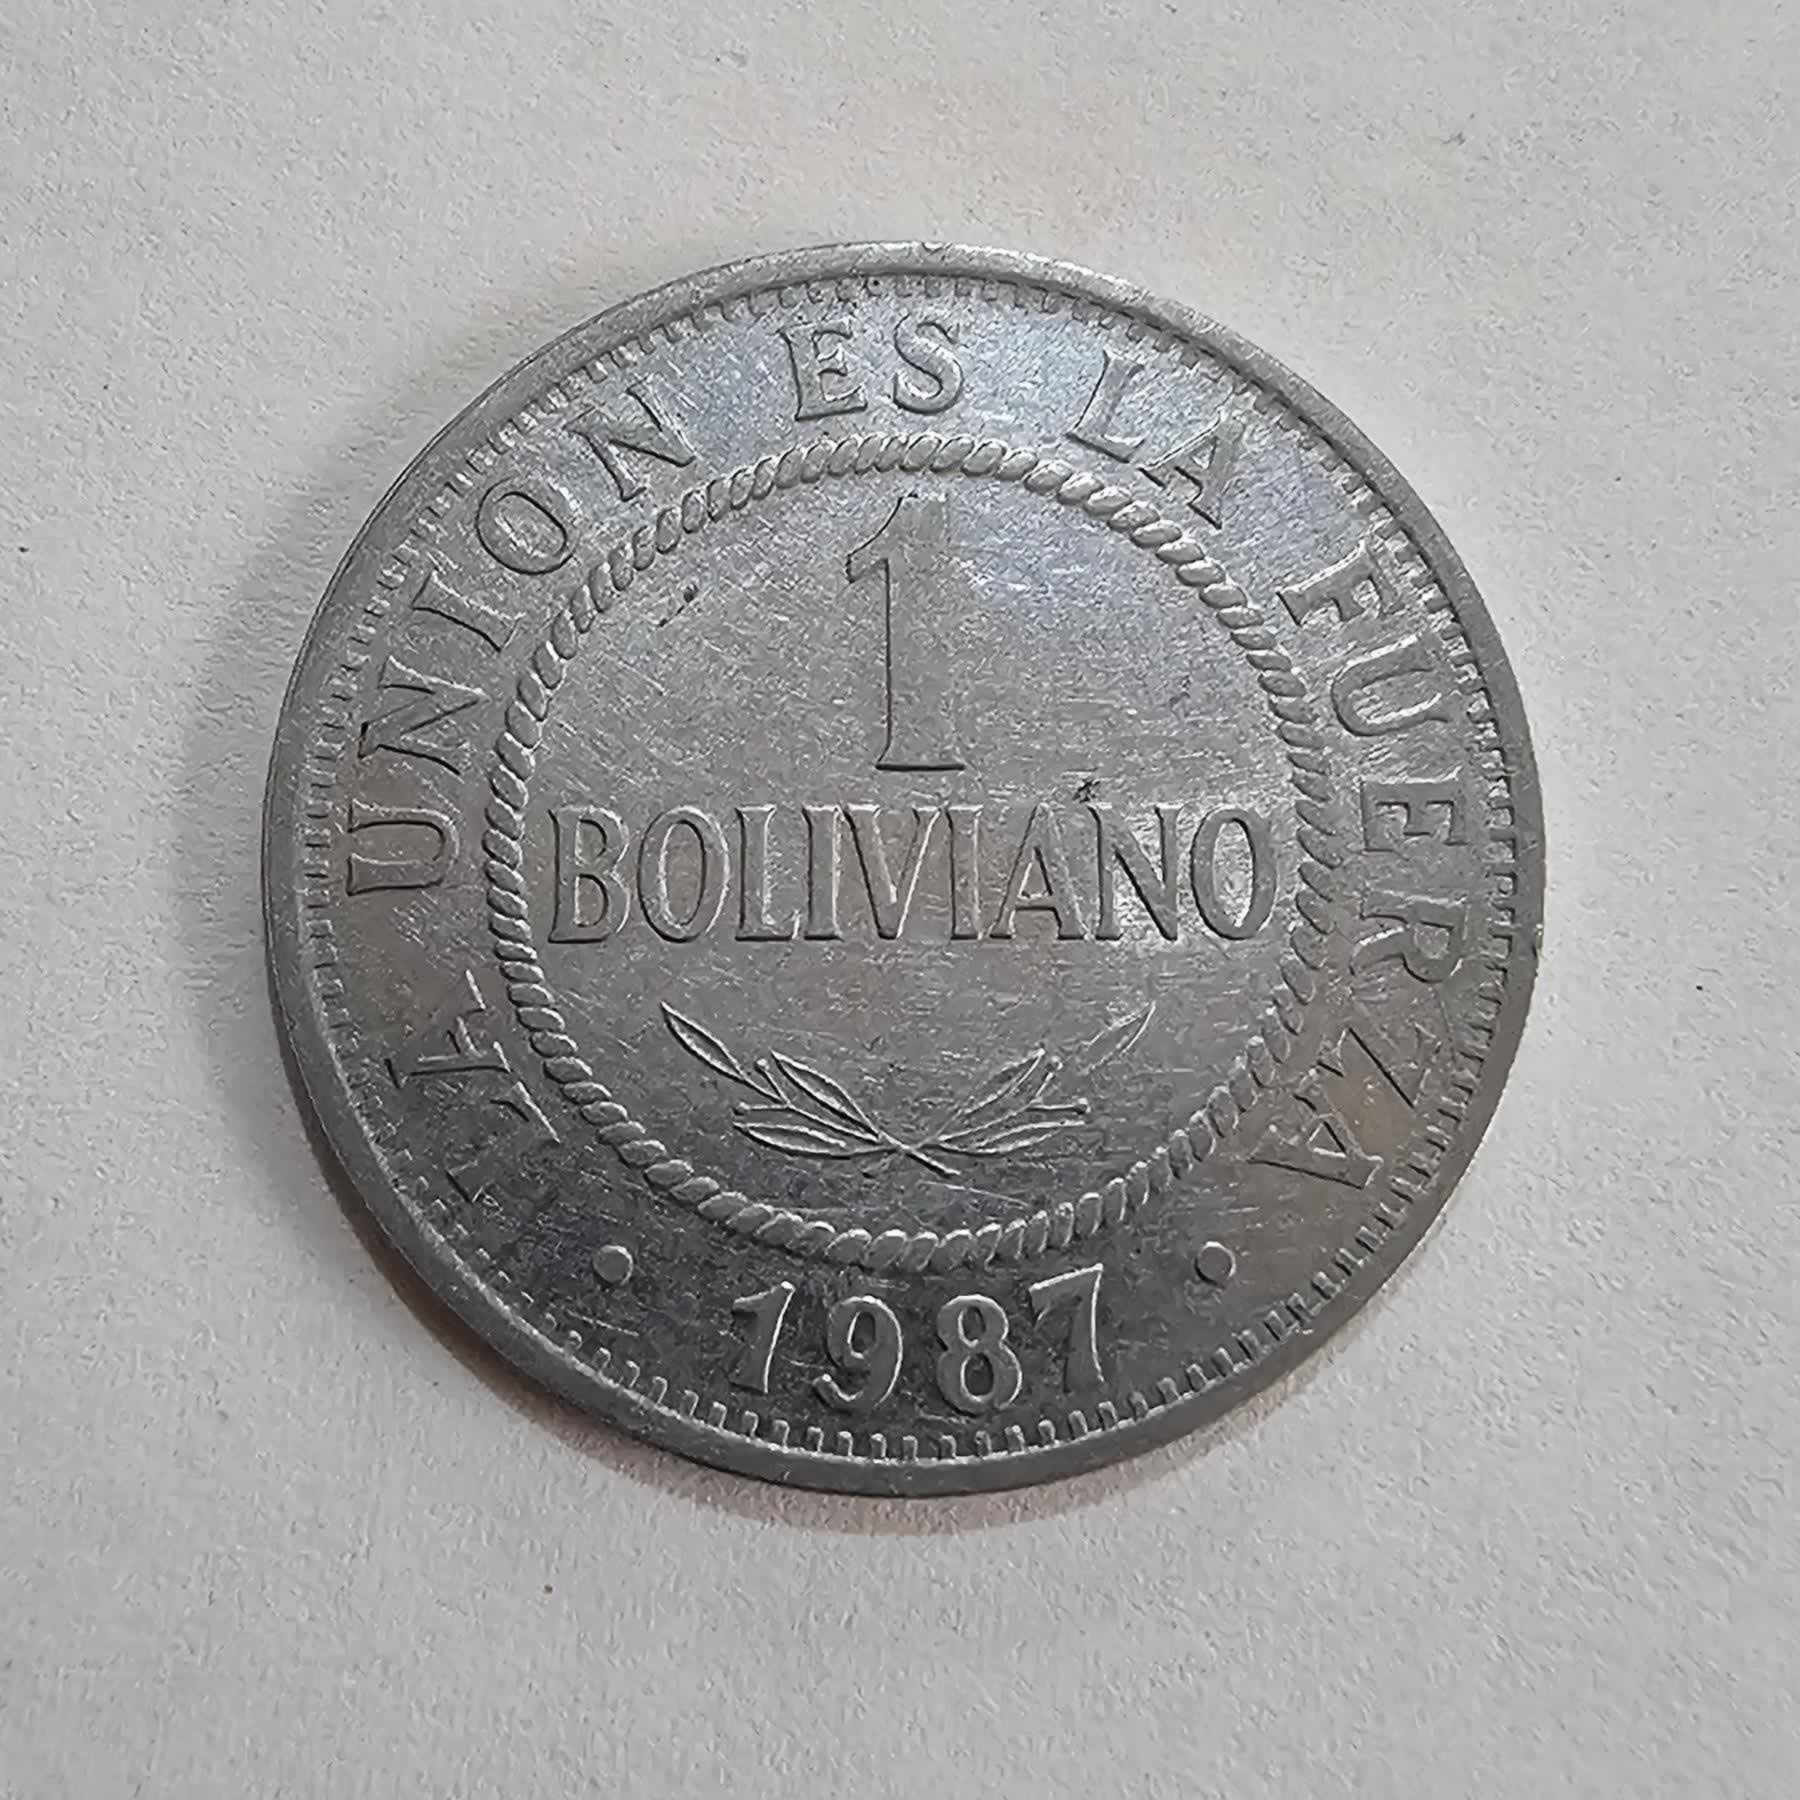 LA UNION ES LA FUERZA
1
BOLIVIANO
1987